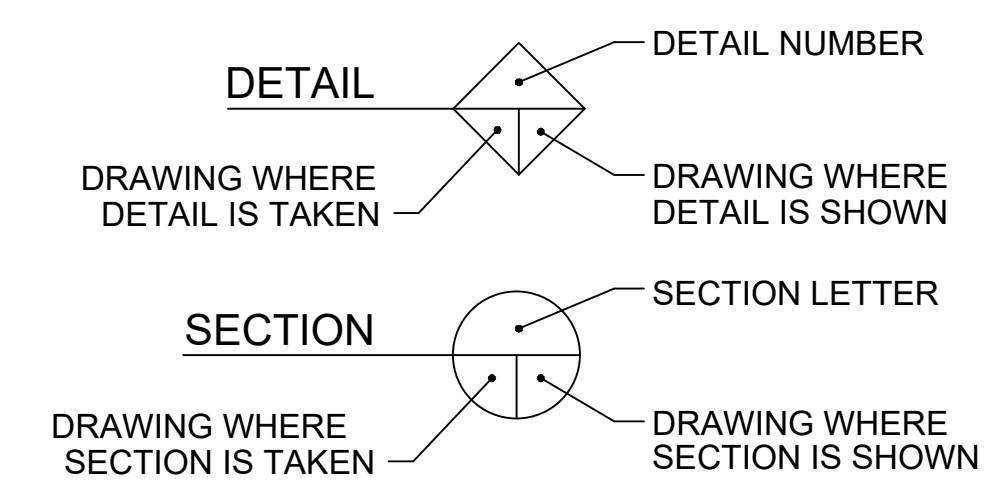 DETAIL NUMBER
DETAIL
DRAWING WHERE
DETAIL IS TAKEN
DRAWING WHERE
DETAIL IS SHOWN
SECTION LETTER
SECTION
DRAWING WHERE
SECTION IS TAKEN
DRAWING WHERE
SECTION IS SHOWN